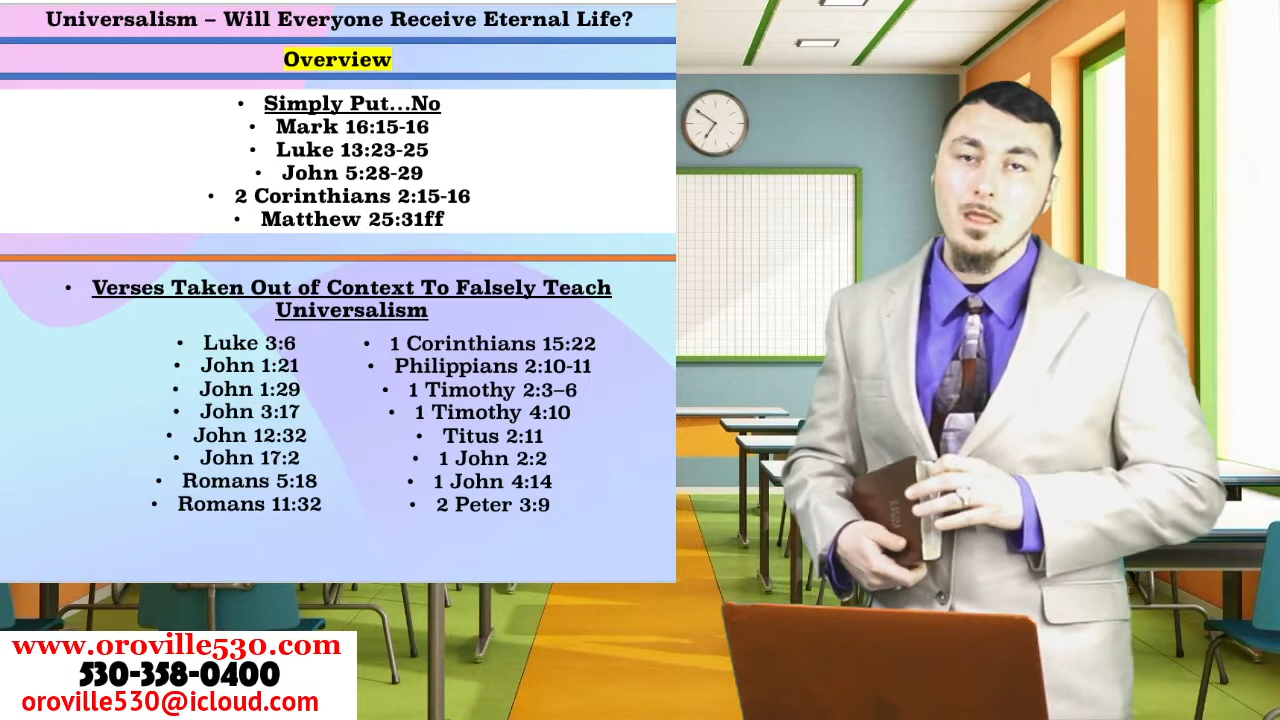 Universalism – Will Everyone Receive Eternal Life?
Overview
• Simply Put...No
• Mark 16:15-16
• Luke 13:23-25
• John 5:28-29
• 2 Corinthians 2:15-16
• Matthew 25:31ff
• Verses Taken Out of Context To Falsely Teach
Universalism
• Luke 3:6
• John 1:21
• John 1:29
• John 3:17
• John 12:32
• John 17:2
• Romans 5:18
• Romans 11:32
• 1 Corinthians 15:22
• Philippians 2:10-11
• 1 Timothy 2:3–6
• 1 Timothy 4:10
• Titus 2:11
• 1 John 2:2
• 1 John 4:14
• 2 Peter 3:9
www.oroville530.com
530-358-0400
oroville530@icloud.com